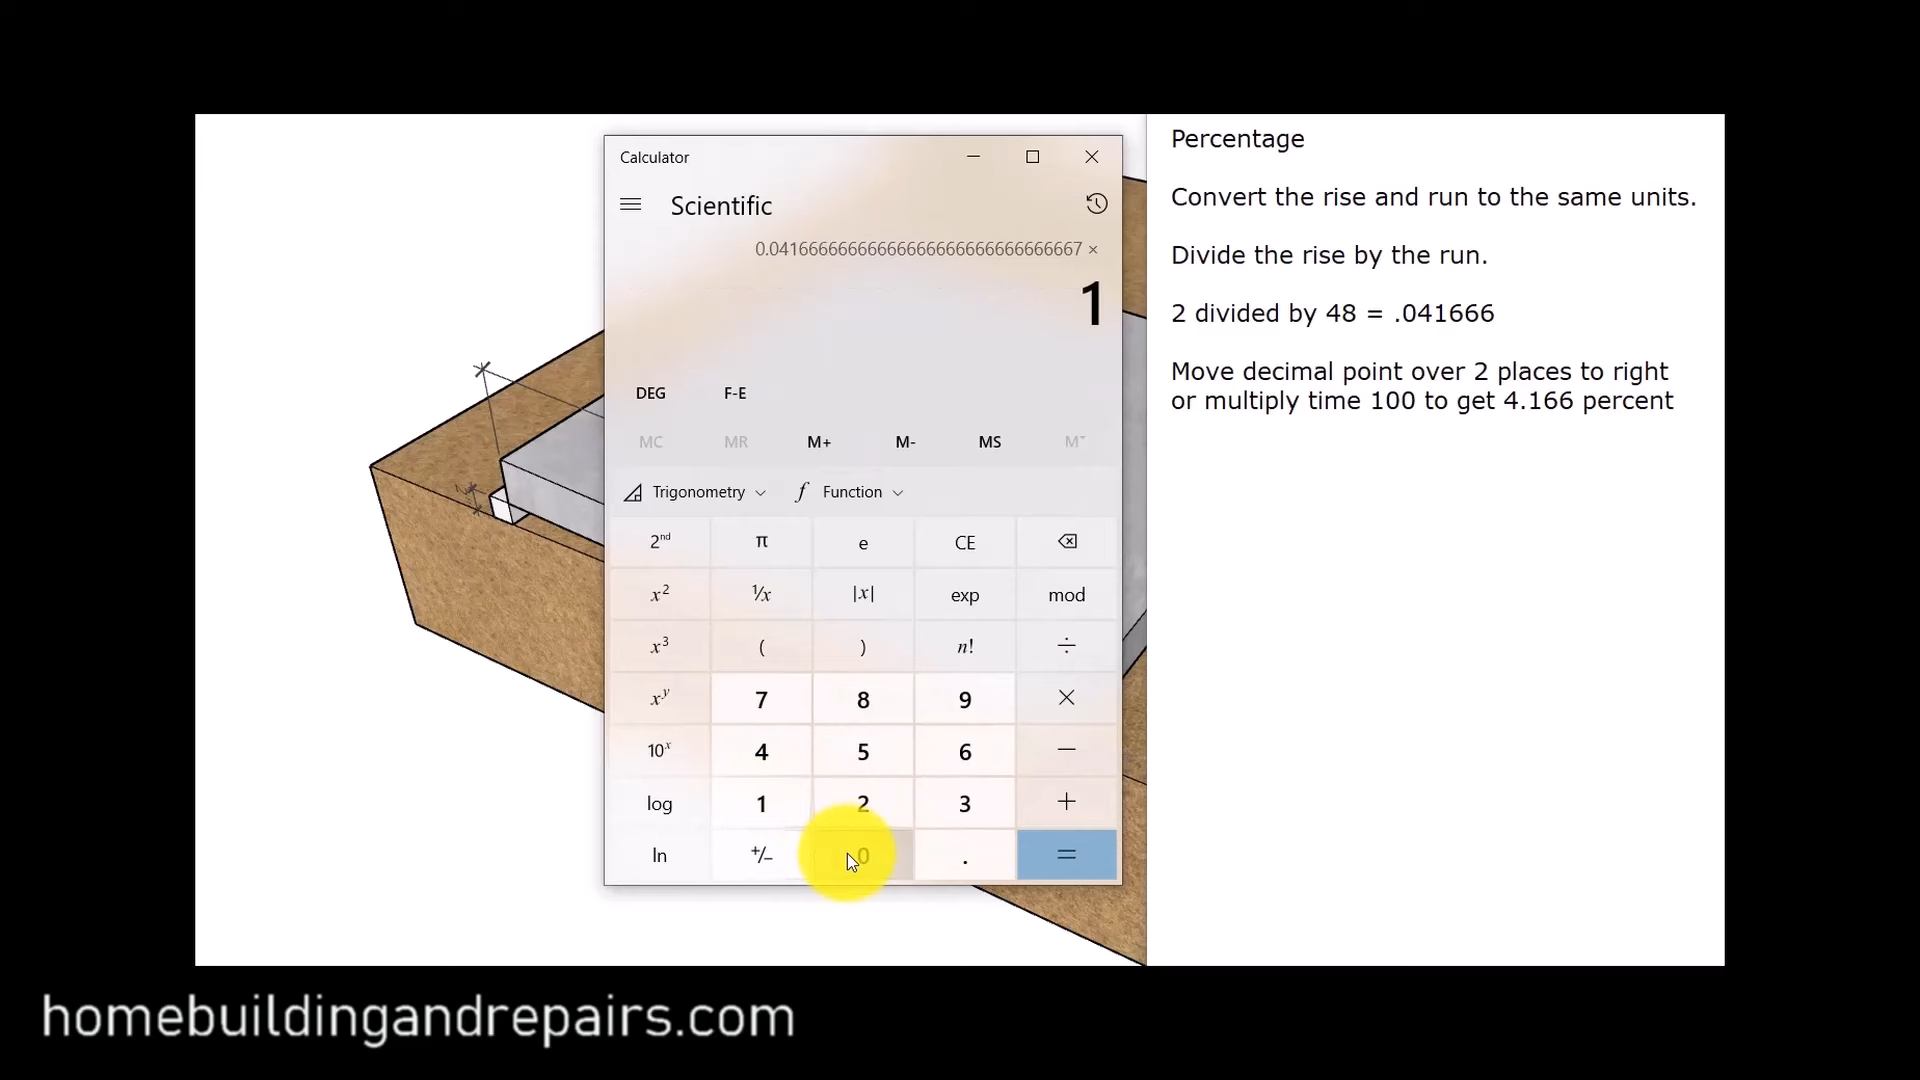 Calculator
Scientific
0.04166666666666666666666666666667 ×
1
DEG F-E
MC MR M+ M- MS M˅
Trigonometry f Function
2nd π e CE
x2 1/x |x| exp mod
x3 ( ) n! ÷
xy 7 8 9 ×
10x 4 5 6 −
log 1 2 3 +
ln +/− 0 . =
Percentage
Convert the rise and run to the same units.
Divide the rise by the run.
2 divided by 48 = .041666
Move decimal point over 2 places to right
or multiply time 100 to get 4.166 percent
homebuildingandrepairs.com